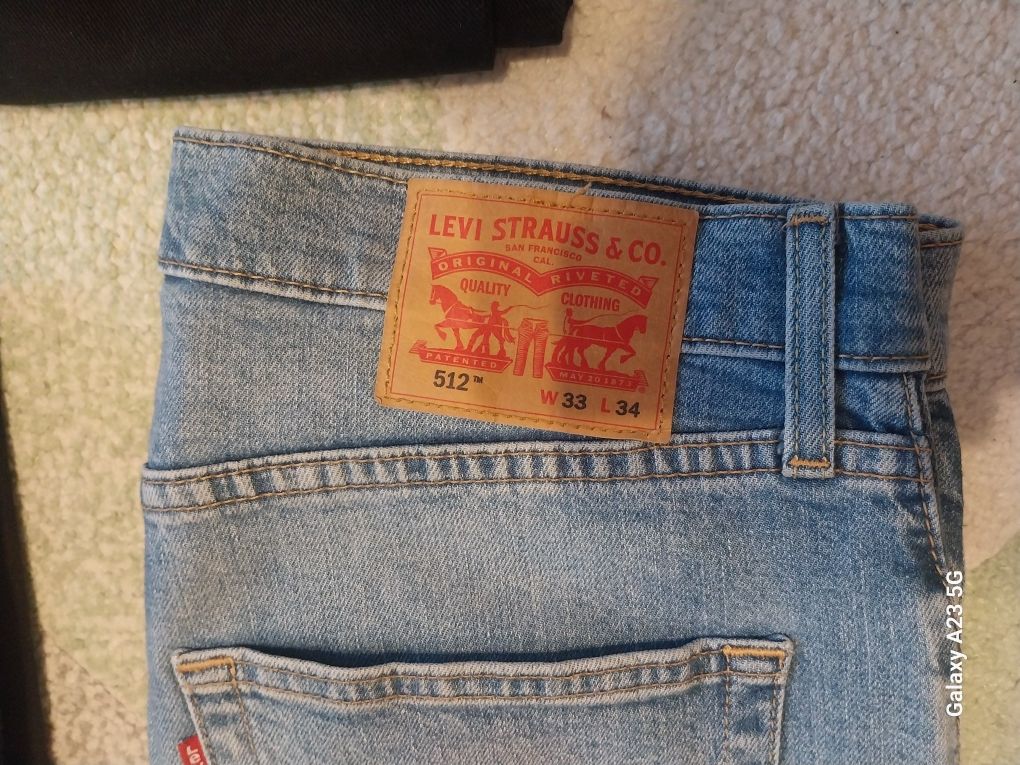 LEVI STRAUSS & CO.
SAN FRANCISCO
CAL.
ORIGINAL RIVETED
QUALITY CLOTHING
PATENTED MAY 20 1873
512™
W 33 L 34
Galaxy A23 5G